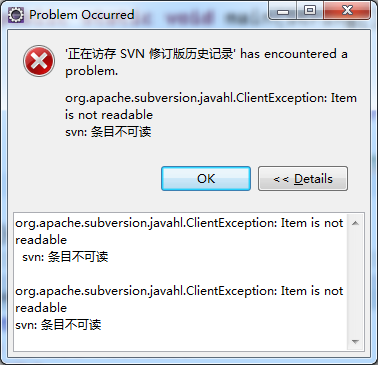 Problem Occurred
'正在访存 SVN 修订版历史记录' has encountered a
problem.
org.apache.subversion.javahl.ClientException: Item
is not readable
svn: 条目不可读
OK
<< Details
org.apache.subversion.javahl.ClientException: Item is not
readable
svn: 条目不可读
org.apache.subversion.javahl.ClientException: Item is not
readable
svn: 条目不可读